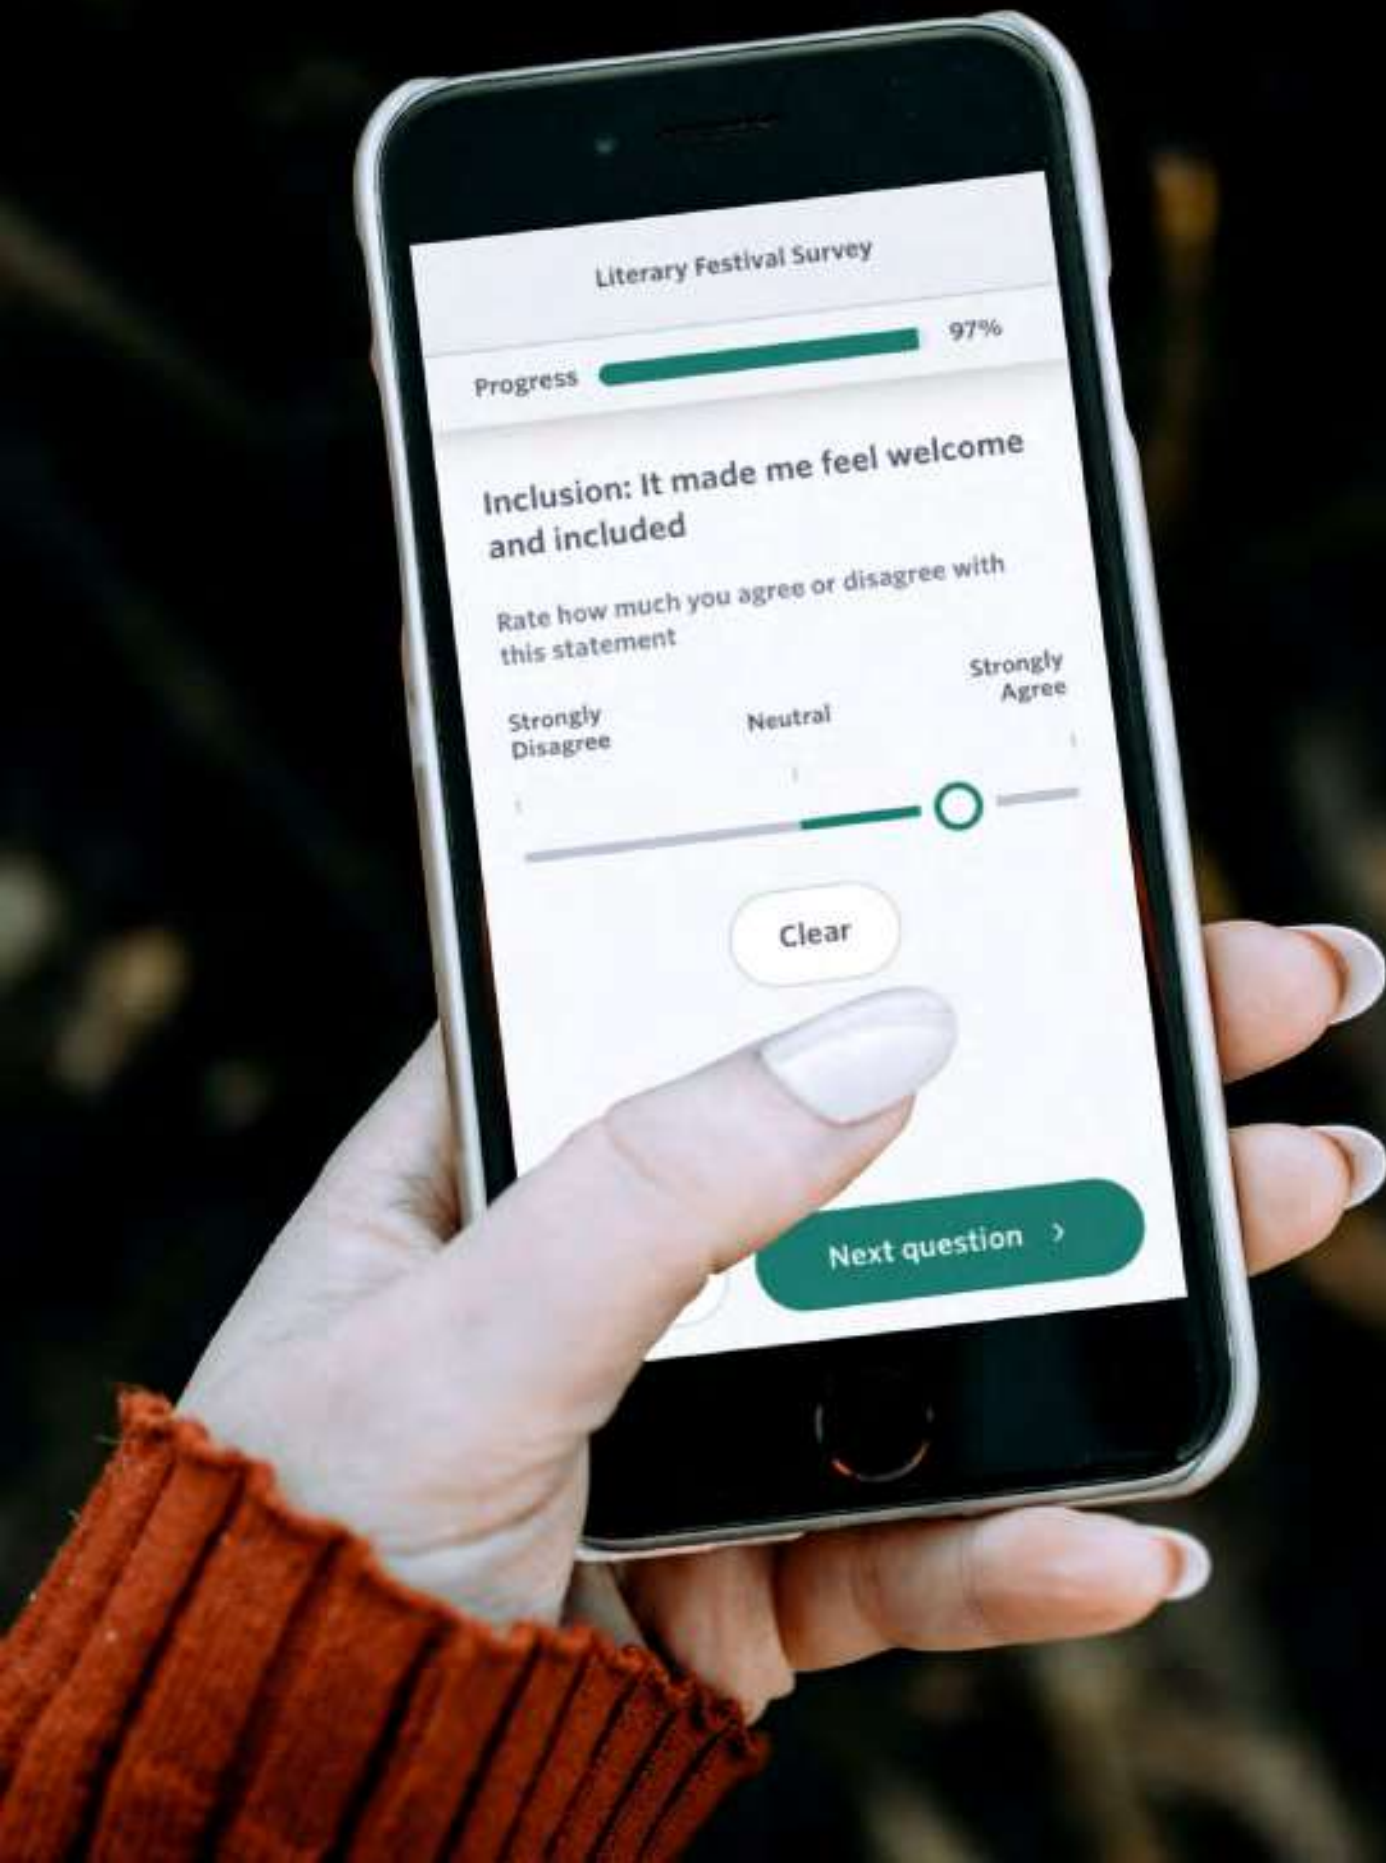 Literary Festival Survey
Progress 97%
Inclusion: It made me feel welcome
and included
Rate how much you agree or disagree with
this statement
Strongly
Disagree
Neutral
Strongly
Agree
Clear
Next question >